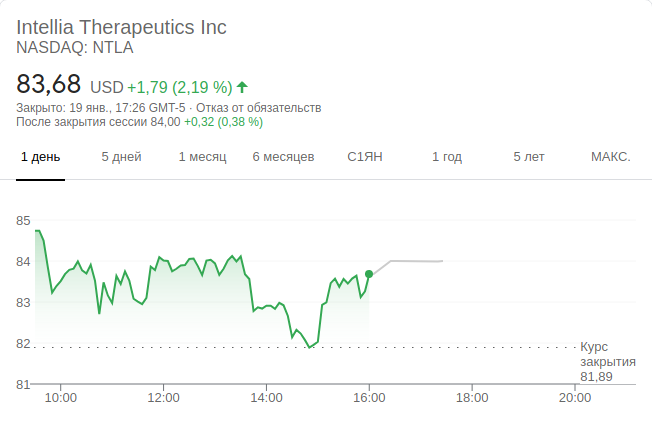 Intellia Therapeutics Inc
NASDAQ: NTLA
83,68 USD +1,79 (2,19 %)
Закрыто: 19 янв., 17:26 GMT-5 · Отказ от обязательств
После закрытия сессии 84,00 +0,32 (0,38 %)
1 день 5 дней 1 месяц 6 месяцев С1ЯН 1 год 5 лет МАКС.
85
84
83
82
Курс
закрытия
81,89
81
10:00 12:00 14:00 16:00 18:00 20:00